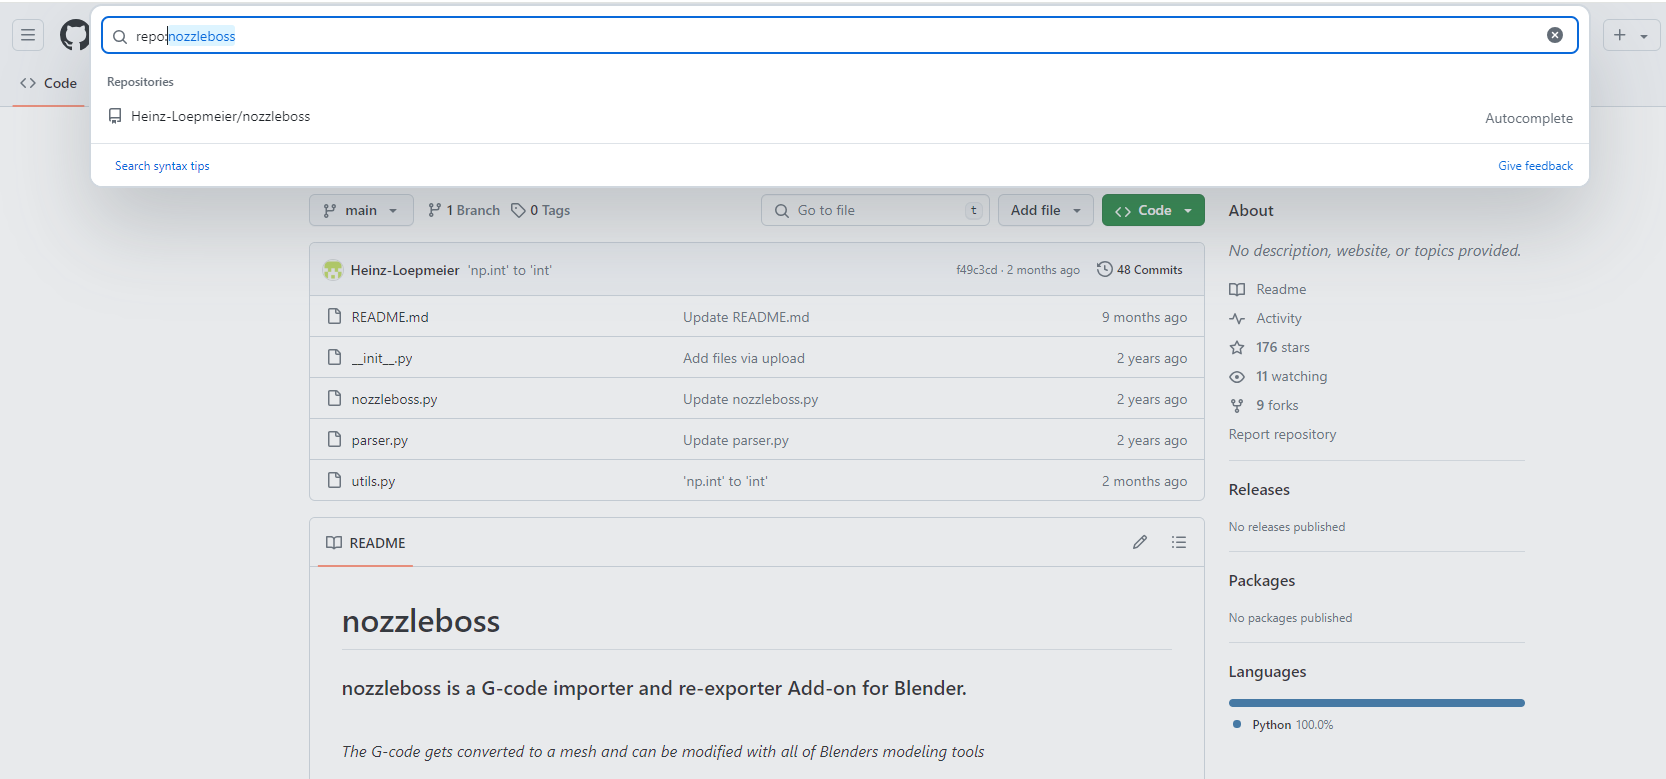 repo:nozzleboss
Repositories
Heinz-Loepmeier/nozzleboss
Autocomplete
Search syntax tips
Give feedback
Code
main
1 Branch
0 Tags
Go to file
t
Add file
Code
Heinz-Loepmeier 'np.int' to 'int'
f49c3cd · 2 months ago
48 Commits
README.md Update README.md 9 months ago
__init__.py Add files via upload 2 years ago
nozzleboss.py Update nozzleboss.py 2 years ago
parser.py Update parser.py 2 years ago
utils.py 'np.int' to 'int' 2 months ago
README
nozzleboss
nozzleboss is a G-code importer and re-exporter Add-on for Blender.
The G-code gets converted to a mesh and can be modified with all of Blenders modeling tools
About
No description, website, or topics provided.
Readme
Activity
176 stars
11 watching
9 forks
Report repository
Releases
No releases published
Packages
No packages published
Languages
Python 100.0%